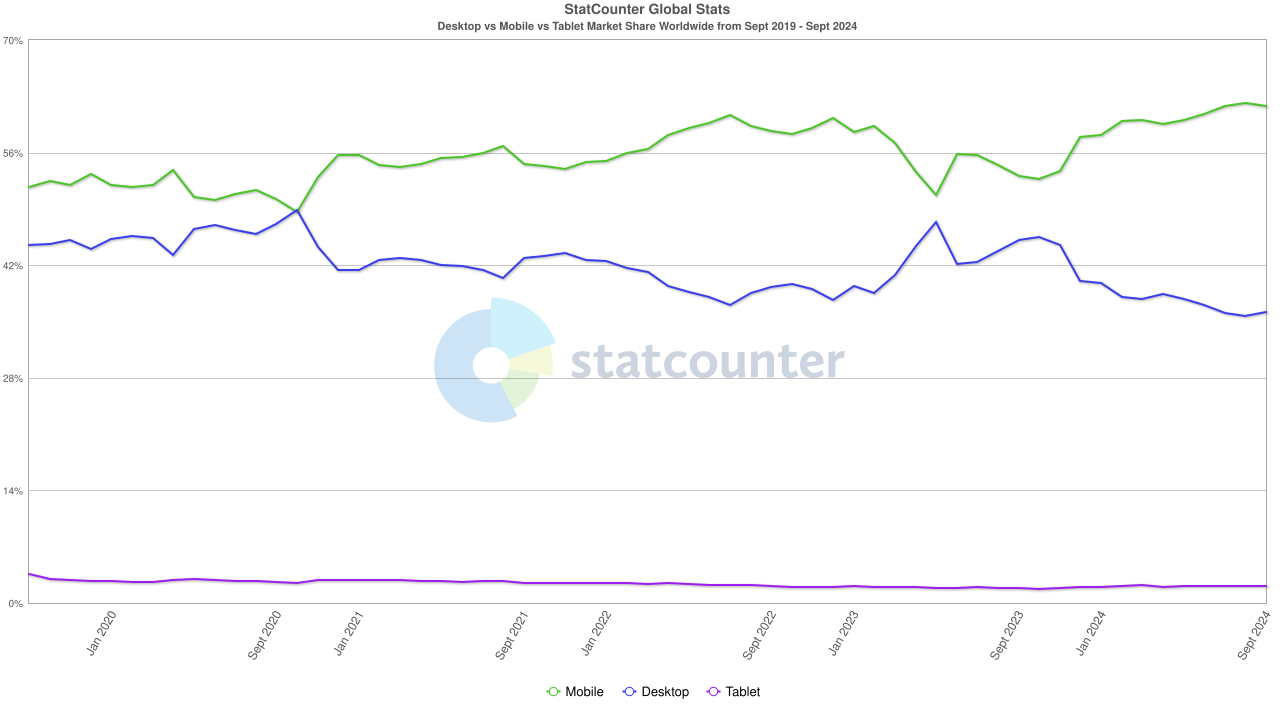 StatCounter Global Stats
Desktop vs Mobile vs Tablet Market Share Worldwide from Sept 2019 - Sept 2024
70%
56%
42%
28%
14%
0%
statcounter
Jan 2020
Sept 2020
Jan 2021
Sept 2021
Jan 2022
Sept 2022
Jan 2023
Sept 2023
Jan 2024
Sept 2024
Mobile Desktop Tablet